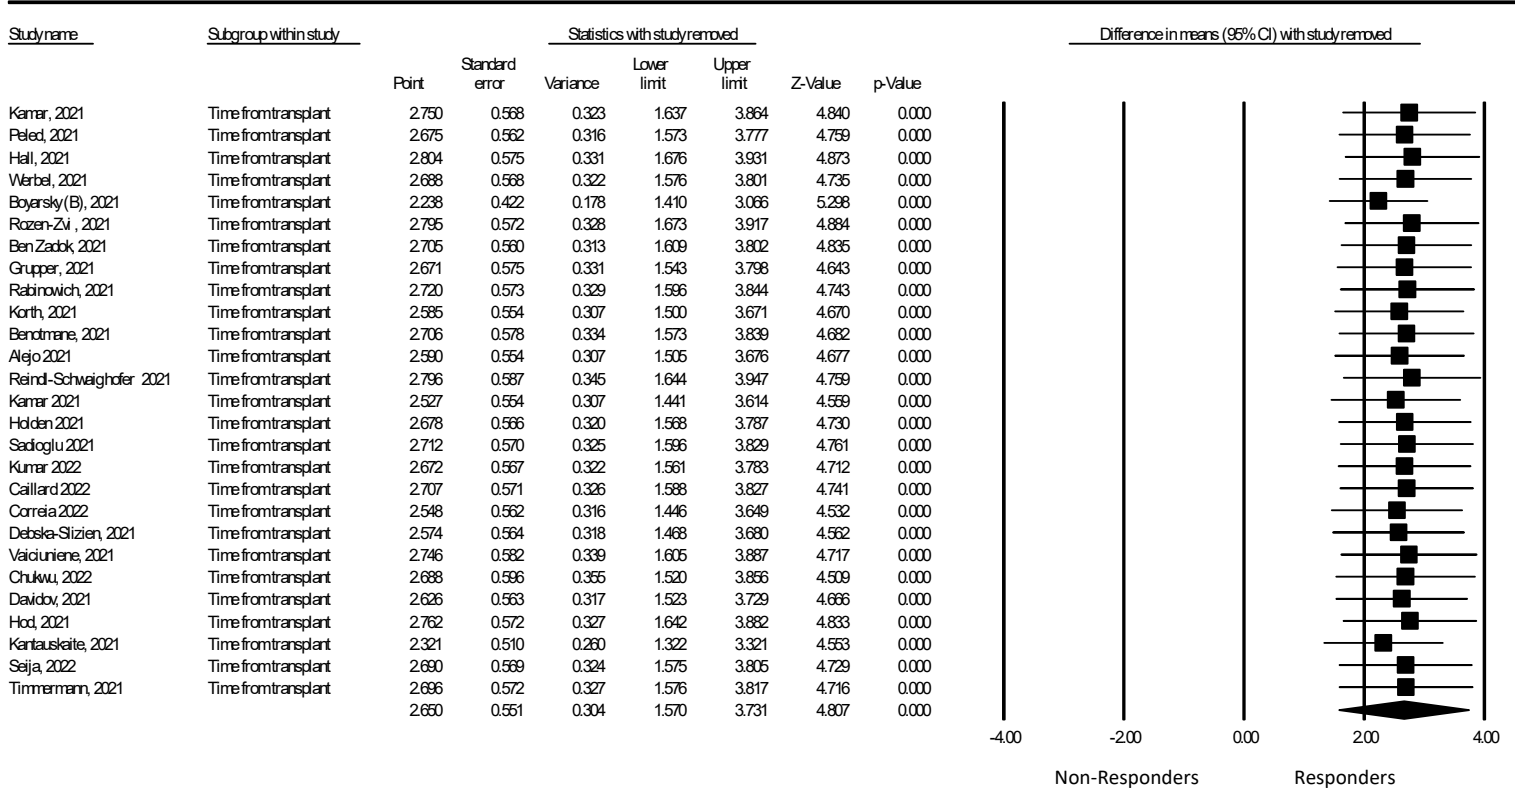 Study name Subgroup within study Statistics with study removed Difference in means (95% CI) with study removed
Standard Lower Upper
Point error Variance limit limit Z-Value p-Value
Kamar, 2021 Time from transplant 2.750 0.568 0.323 1.637 3.864 4.840 0.000
Peled, 2021 Time from transplant 2.675 0.562 0.316 1.573 3.777 4.759 0.000
Hall, 2021 Time from transplant 2.804 0.575 0.331 1.676 3.931 4.873 0.000
Werbel, 2021 Time from transplant 2.688 0.568 0.322 1.576 3.801 4.735 0.000
Boyarsky (B), 2021 Time from transplant 2.238 0.422 0.178 1.410 3.066 5.298 0.000
Rozen-Zvi , 2021 Time from transplant 2.795 0.572 0.328 1.673 3.917 4.884 0.000
Ben Zadok, 2021 Time from transplant 2.705 0.560 0.313 1.609 3.802 4.835 0.000
Grupper, 2021 Time from transplant 2.671 0.575 0.331 1.543 3.798 4.643 0.000
Rabinowich, 2021 Time from transplant 2.720 0.573 0.329 1.596 3.844 4.743 0.000
Korth, 2021 Time from transplant 2.585 0.554 0.307 1.500 3.671 4.670 0.000
Benotmane, 2021 Time from transplant 2.706 0.578 0.334 1.573 3.839 4.682 0.000
Alejo 2021 Time from transplant 2.590 0.554 0.307 1.505 3.676 4.677 0.000
Reindl-Schwaighofer 2021 Time from transplant 2.796 0.587 0.345 1.644 3.947 4.759 0.000
Kamar 2021 Time from transplant 2.527 0.554 0.307 1.441 3.614 4.559 0.000
Holden 2021 Time from transplant 2.678 0.566 0.320 1.568 3.787 4.730 0.000
Sadioglu 2021 Time from transplant 2.712 0.570 0.325 1.596 3.829 4.761 0.000
Kumar 2022 Time from transplant 2.672 0.567 0.322 1.561 3.783 4.712 0.000
Caillard 2022 Time from transplant 2.707 0.571 0.326 1.588 3.827 4.741 0.000
Correia 2022 Time from transplant 2.548 0.562 0.316 1.446 3.649 4.532 0.000
Debska-Slizien, 2021 Time from transplant 2.574 0.564 0.318 1.468 3.680 4.562 0.000
Vaiciuniene, 2021 Time from transplant 2.746 0.582 0.339 1.605 3.887 4.717 0.000
Chukwu, 2022 Time from transplant 2.688 0.596 0.355 1.520 3.856 4.509 0.000
Davidov, 2021 Time from transplant 2.626 0.563 0.317 1.523 3.729 4.666 0.000
Hod, 2021 Time from transplant 2.762 0.572 0.327 1.642 3.882 4.833 0.000
Kantauskaite, 2021 Time from transplant 2.321 0.510 0.260 1.322 3.321 4.553 0.000
Seija, 2022 Time from transplant 2.690 0.569 0.324 1.575 3.805 4.729 0.000
Timmermann, 2021 Time from transplant 2.696 0.572 0.327 1.576 3.817 4.716 0.000
2.650 0.551 0.304 1.570 3.731 4.807 0.000
-4.00 -2.00 0.00 2.00 4.00
Non-Responders Responders